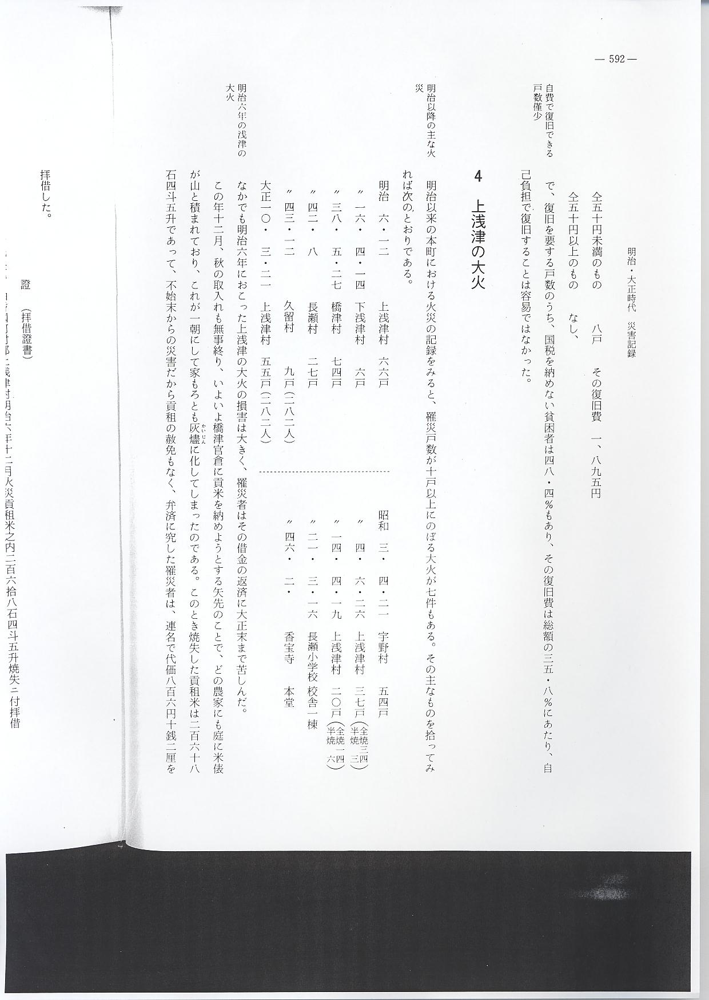 — 592 —
明治・大正時代 災害記録
仝五十円未満のもの 八戸 その復旧費 一、八九五円
仝五十円以上のもの なし、
自費で復旧できる
戸数僅少
で、復旧を要する戸数のうち、国税を納めない貧困者は四八・四％もあり、その復旧費は総額の三五・八％にあたり、自
己負担で復旧することは容易ではなかった。
4 上浅津の大火
明治以降の主な火
災
明治以来の本町における火災の記録をみると、罹災戸数が十戸以上にのぼる大火が七件もある。その主なものを拾ってみ
れば次のとおりである。
明治 六・一二 上浅津村 六六戸
〃 一六・ 四・一四 下浅津村 六戸
〃 三八・ 五・二七 橋津村 七四戸
〃 四二・ 八 長瀬村 二七戸
〃 四三・一二 久留村 九戸（二八二人）
大正一〇・ 三・二一 上浅津村 五五戸（二八二人）
昭和 三・ 四・二一 宇野村 五四戸
〃 四・ 六・二六 上浅津村 三七戸（全焼三四 半焼 三）
〃 一四・ 四・一九 上浅津村 二〇戸（全焼一四 半焼 六）
〃 二一・ 三・一六 長瀬小学校 校舎一棟
〃 四六・ 二・ 香宝寺 本堂
明治六年の浅津の
大火
なかでも明治六年におこった上浅津の大火の損害は大きく、罹災者はその借金の返済に大正末まで苦しんだ。
この年十二月、秋の取入れも無事終り、いよいよ橋津官倉に貢米を納めようとする矢先のことで、どの農家にも庭に米俵
が山と積まれており、これが一朝にして家もろとも灰燼かいじんに化してしまったのである。このとき焼失した貢租米は二百六十八
石四斗五升であって、不始末からの災害だから貢租の赦免もなく、弁済に究した罹災者は、連名で代価八百六円十銭二厘を
拝借した。
證 （拝借證書）
浅津村明治六年十二月火災貢租米之内二百六拾八石四斗五升焼失ニ付拝借